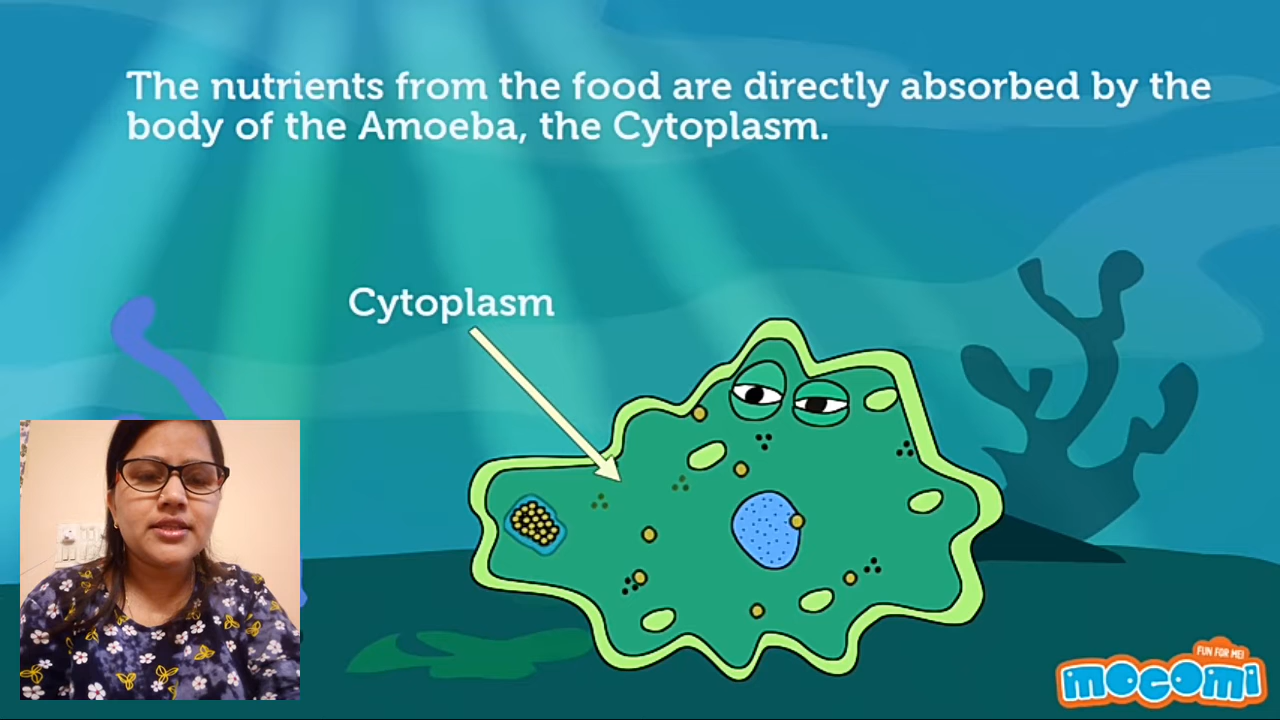 The nutrients from the food are directly absorbed by the
body of the Amoeba, the Cytoplasm.
Cytoplasm
FUN FOR ME!
mocomi